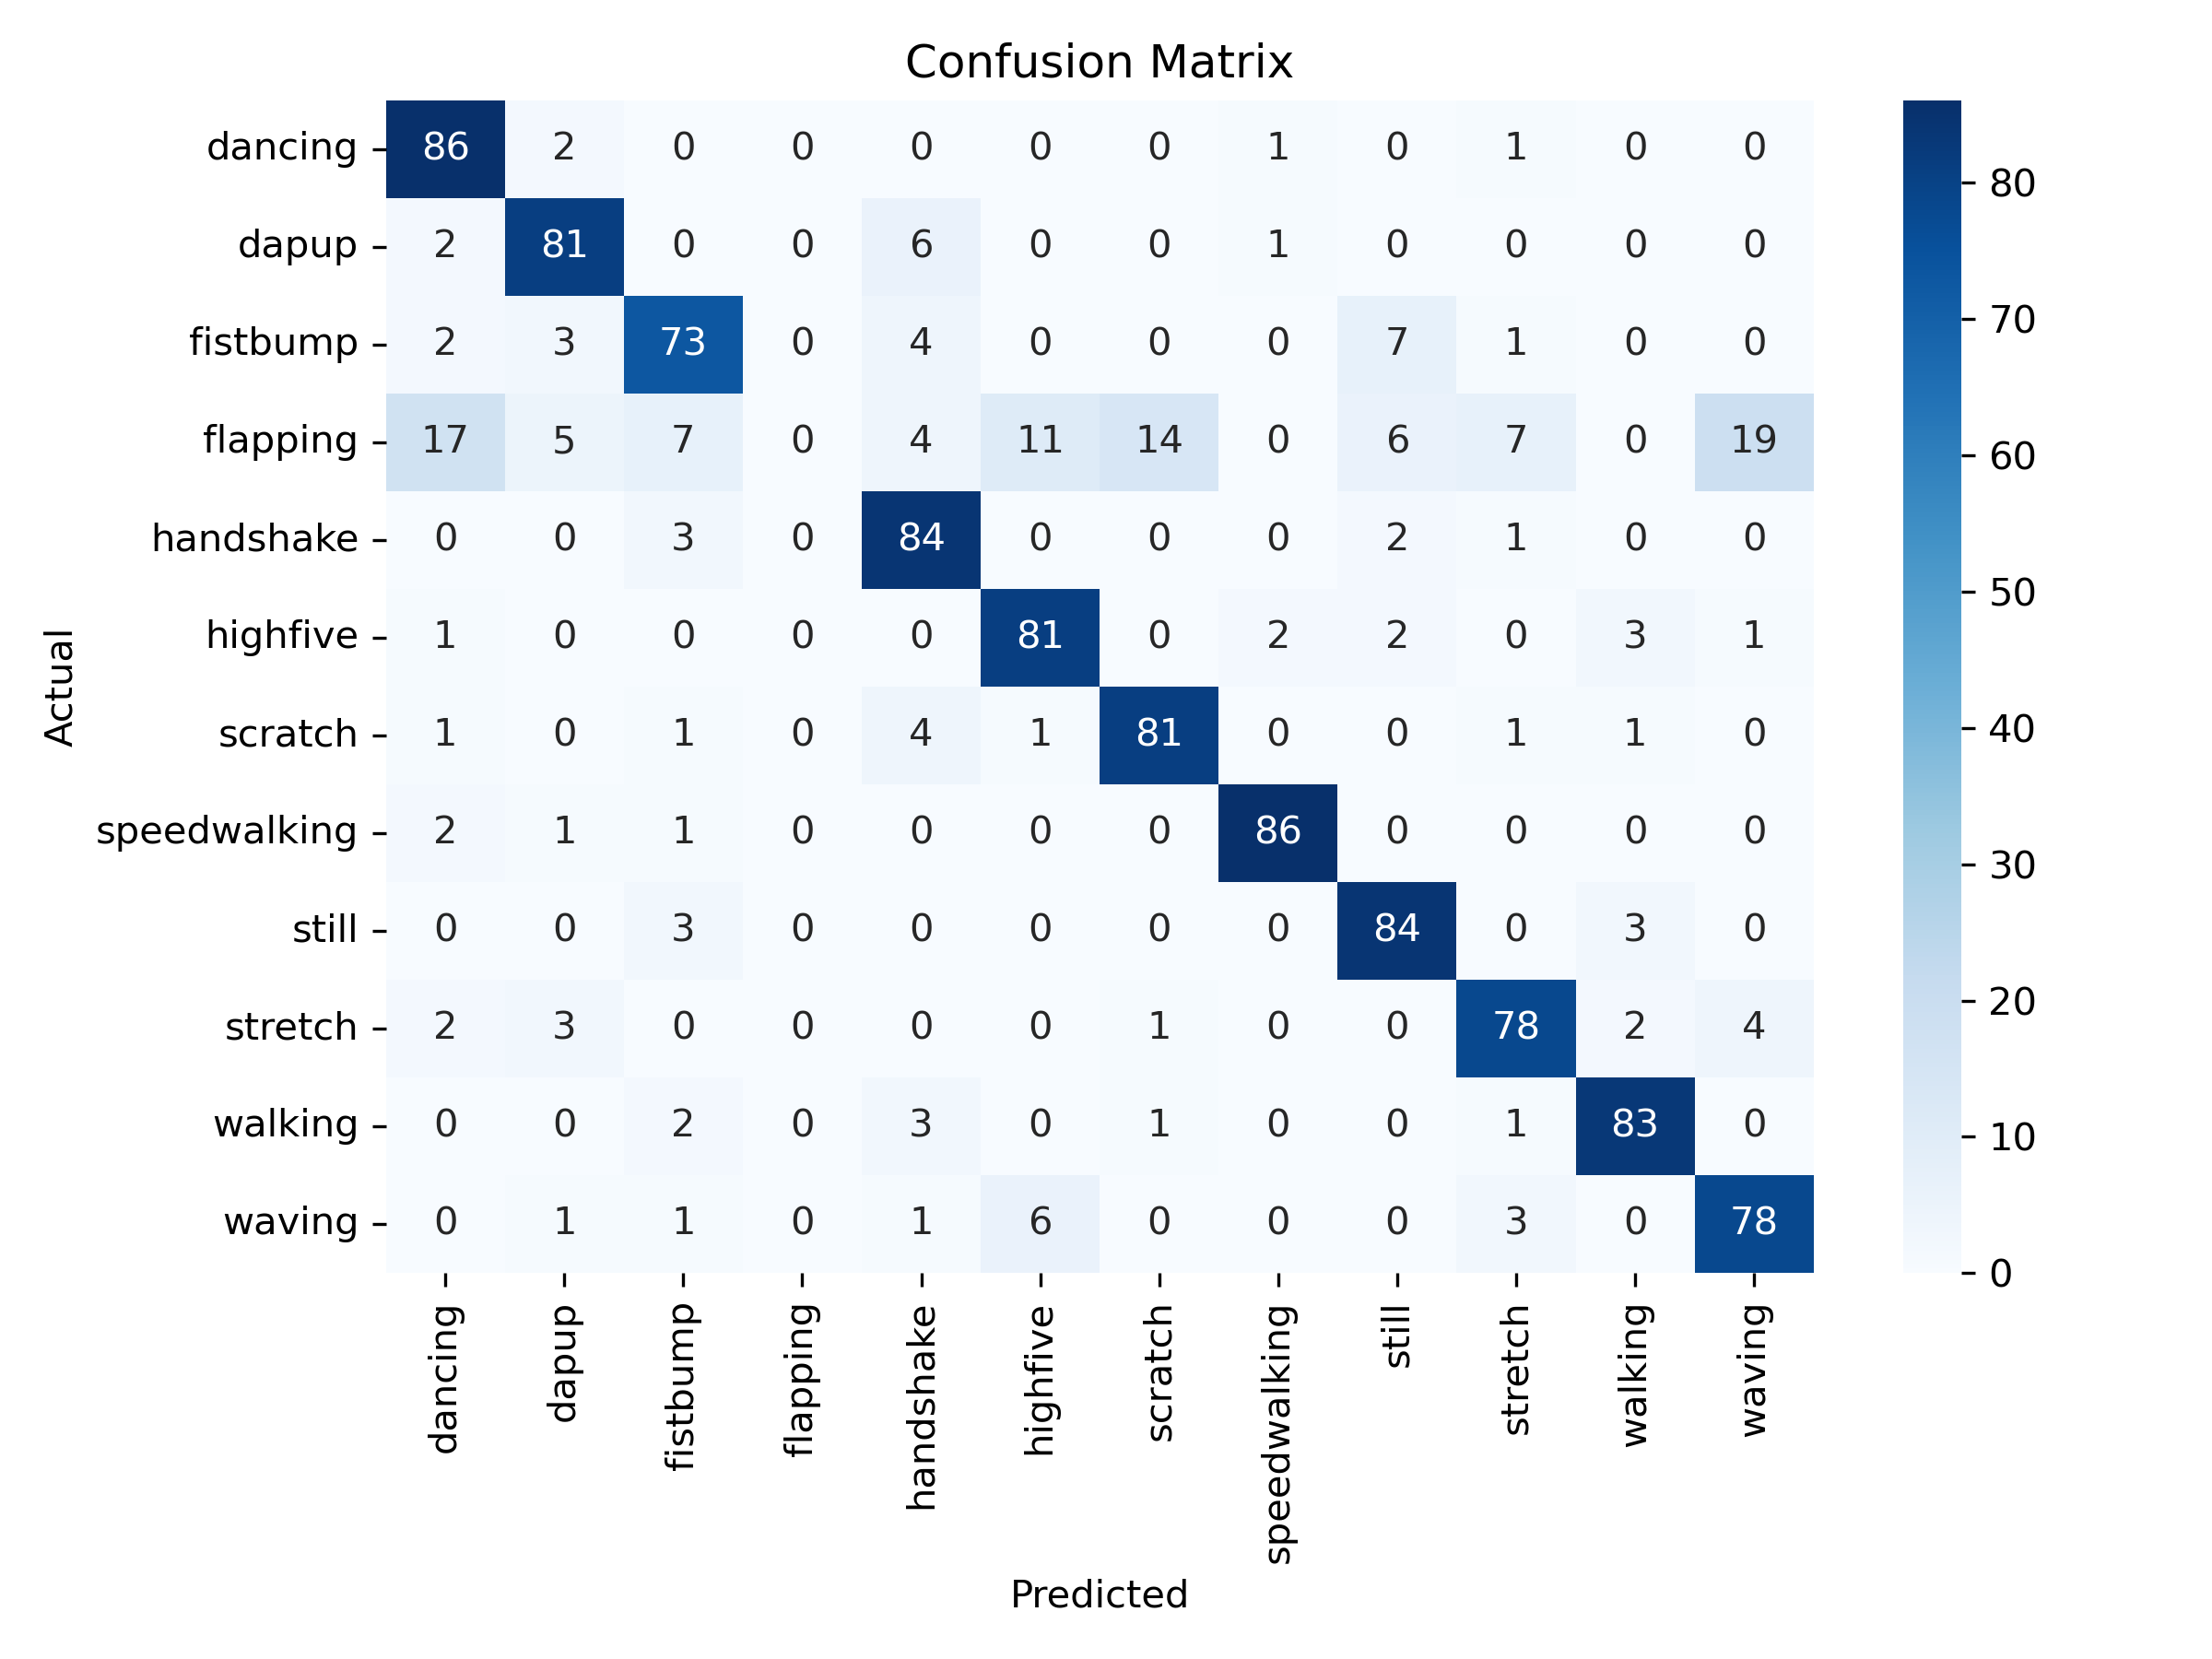 Confusion Matrix
dancing 86 2 0 0 0 0 0 1 0 1 0 0
dapup 2 81 0 0 6 0 0 1 0 0 0 0
fistbump 2 3 73 0 4 0 0 0 7 1 0 0
flapping 17 5 7 0 4 11 14 0 6 7 0 19
handshake 0 0 3 0 84 0 0 0 2 1 0 0
highfive 1 0 0 0 0 81 0 2 2 0 3 1
scratch 1 0 1 0 4 1 81 0 0 1 1 0
speedwalking 2 1 1 0 0 0 0 86 0 0 0 0
still 0 0 3 0 0 0 0 0 84 0 3 0
stretch 2 3 0 0 0 0 1 0 0 78 2 4
walking 0 0 2 0 3 0 1 0 0 1 83 0
waving 0 1 1 0 1 6 0 0 0 3 0 78
Actual
dancing dapup fistbump flapping handshake highfive scratch speedwalking still stretch walking waving
Predicted
80
70
60
50
40
30
20
10
0